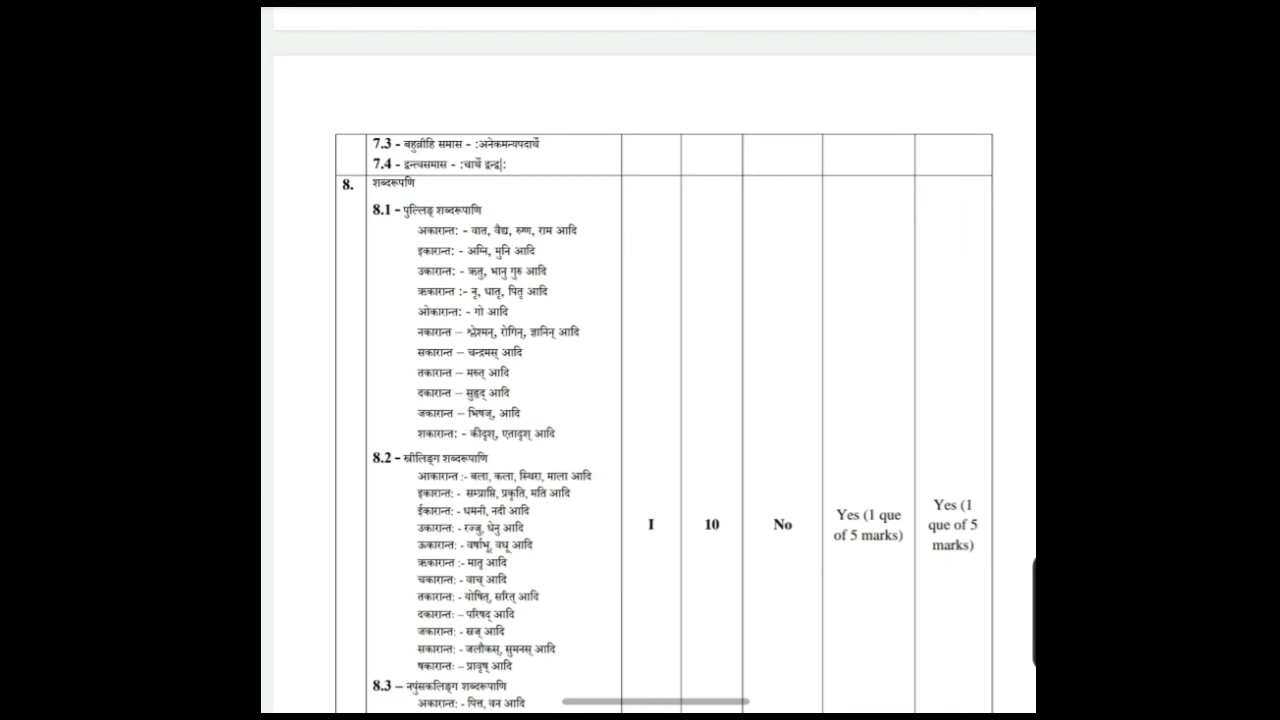 7.3 - बहुव्रीहि समास - :अनेकमन्यपदार्थे
7.4 - द्वन्त्वसमास - :चार्थे द्वन्द्व|:
8. शब्दरूपणि
8.1 - पुल्लिङ् शब्दरूपाणि
अकारान्त: - वात, वैद्य, रुग्ण, राम आदि
इकारान्त: - अग्नि, मुनि आदि
उकारान्त: - ऋतु, भानु गुरु आदि
ऋकारान्त :- नृ, धातृ, पितृ आदि
ओकारान्त: - गो आदि
नकारान्त – श्लेश्मन्, रोगिन्, ज्ञानिन् आदि
सकारान्त – चन्द्रमस् आदि
तकारान्त – मरुत् आदि
दकारान्त – सुहृद् आदि
जकारान्त – भिषज्, आदि
शकारान्त: - कीदृश्, एतादृश् आदि
8.2 - स्त्रीलिङ्ग शब्दरूपाणि
आकारान्त :- बला, कला, स्थिरा, माला आदि
इकारान्त: - सम्प्राप्ति, प्रकृति, मति आदि
ईकारान्त: - धमनी, नदी आदि
उकारान्त: - रज्जु, धेनु आदि
ऊकारान्त: - वर्षाभू, वधू आदि
ऋकारान्त :- मातृ आदि
चकारान्त: - वाच् आदि
तकारान्त: - योषित्, सरित् आदि
दकारान्त: – परिषद् आदि
जकारान्त: - स्रज् आदि
सकारान्त: - जलौकस्, सुमनस् आदि
षकारान्त: – प्रावृष् आदि
8.3 – नपुंसकलिङ्ग शब्दरूपाणि
अकारान्त: - पित्त, वन आदि
I
10
No
Yes (1 que
of 5 marks)
Yes (1
que of 5
marks)